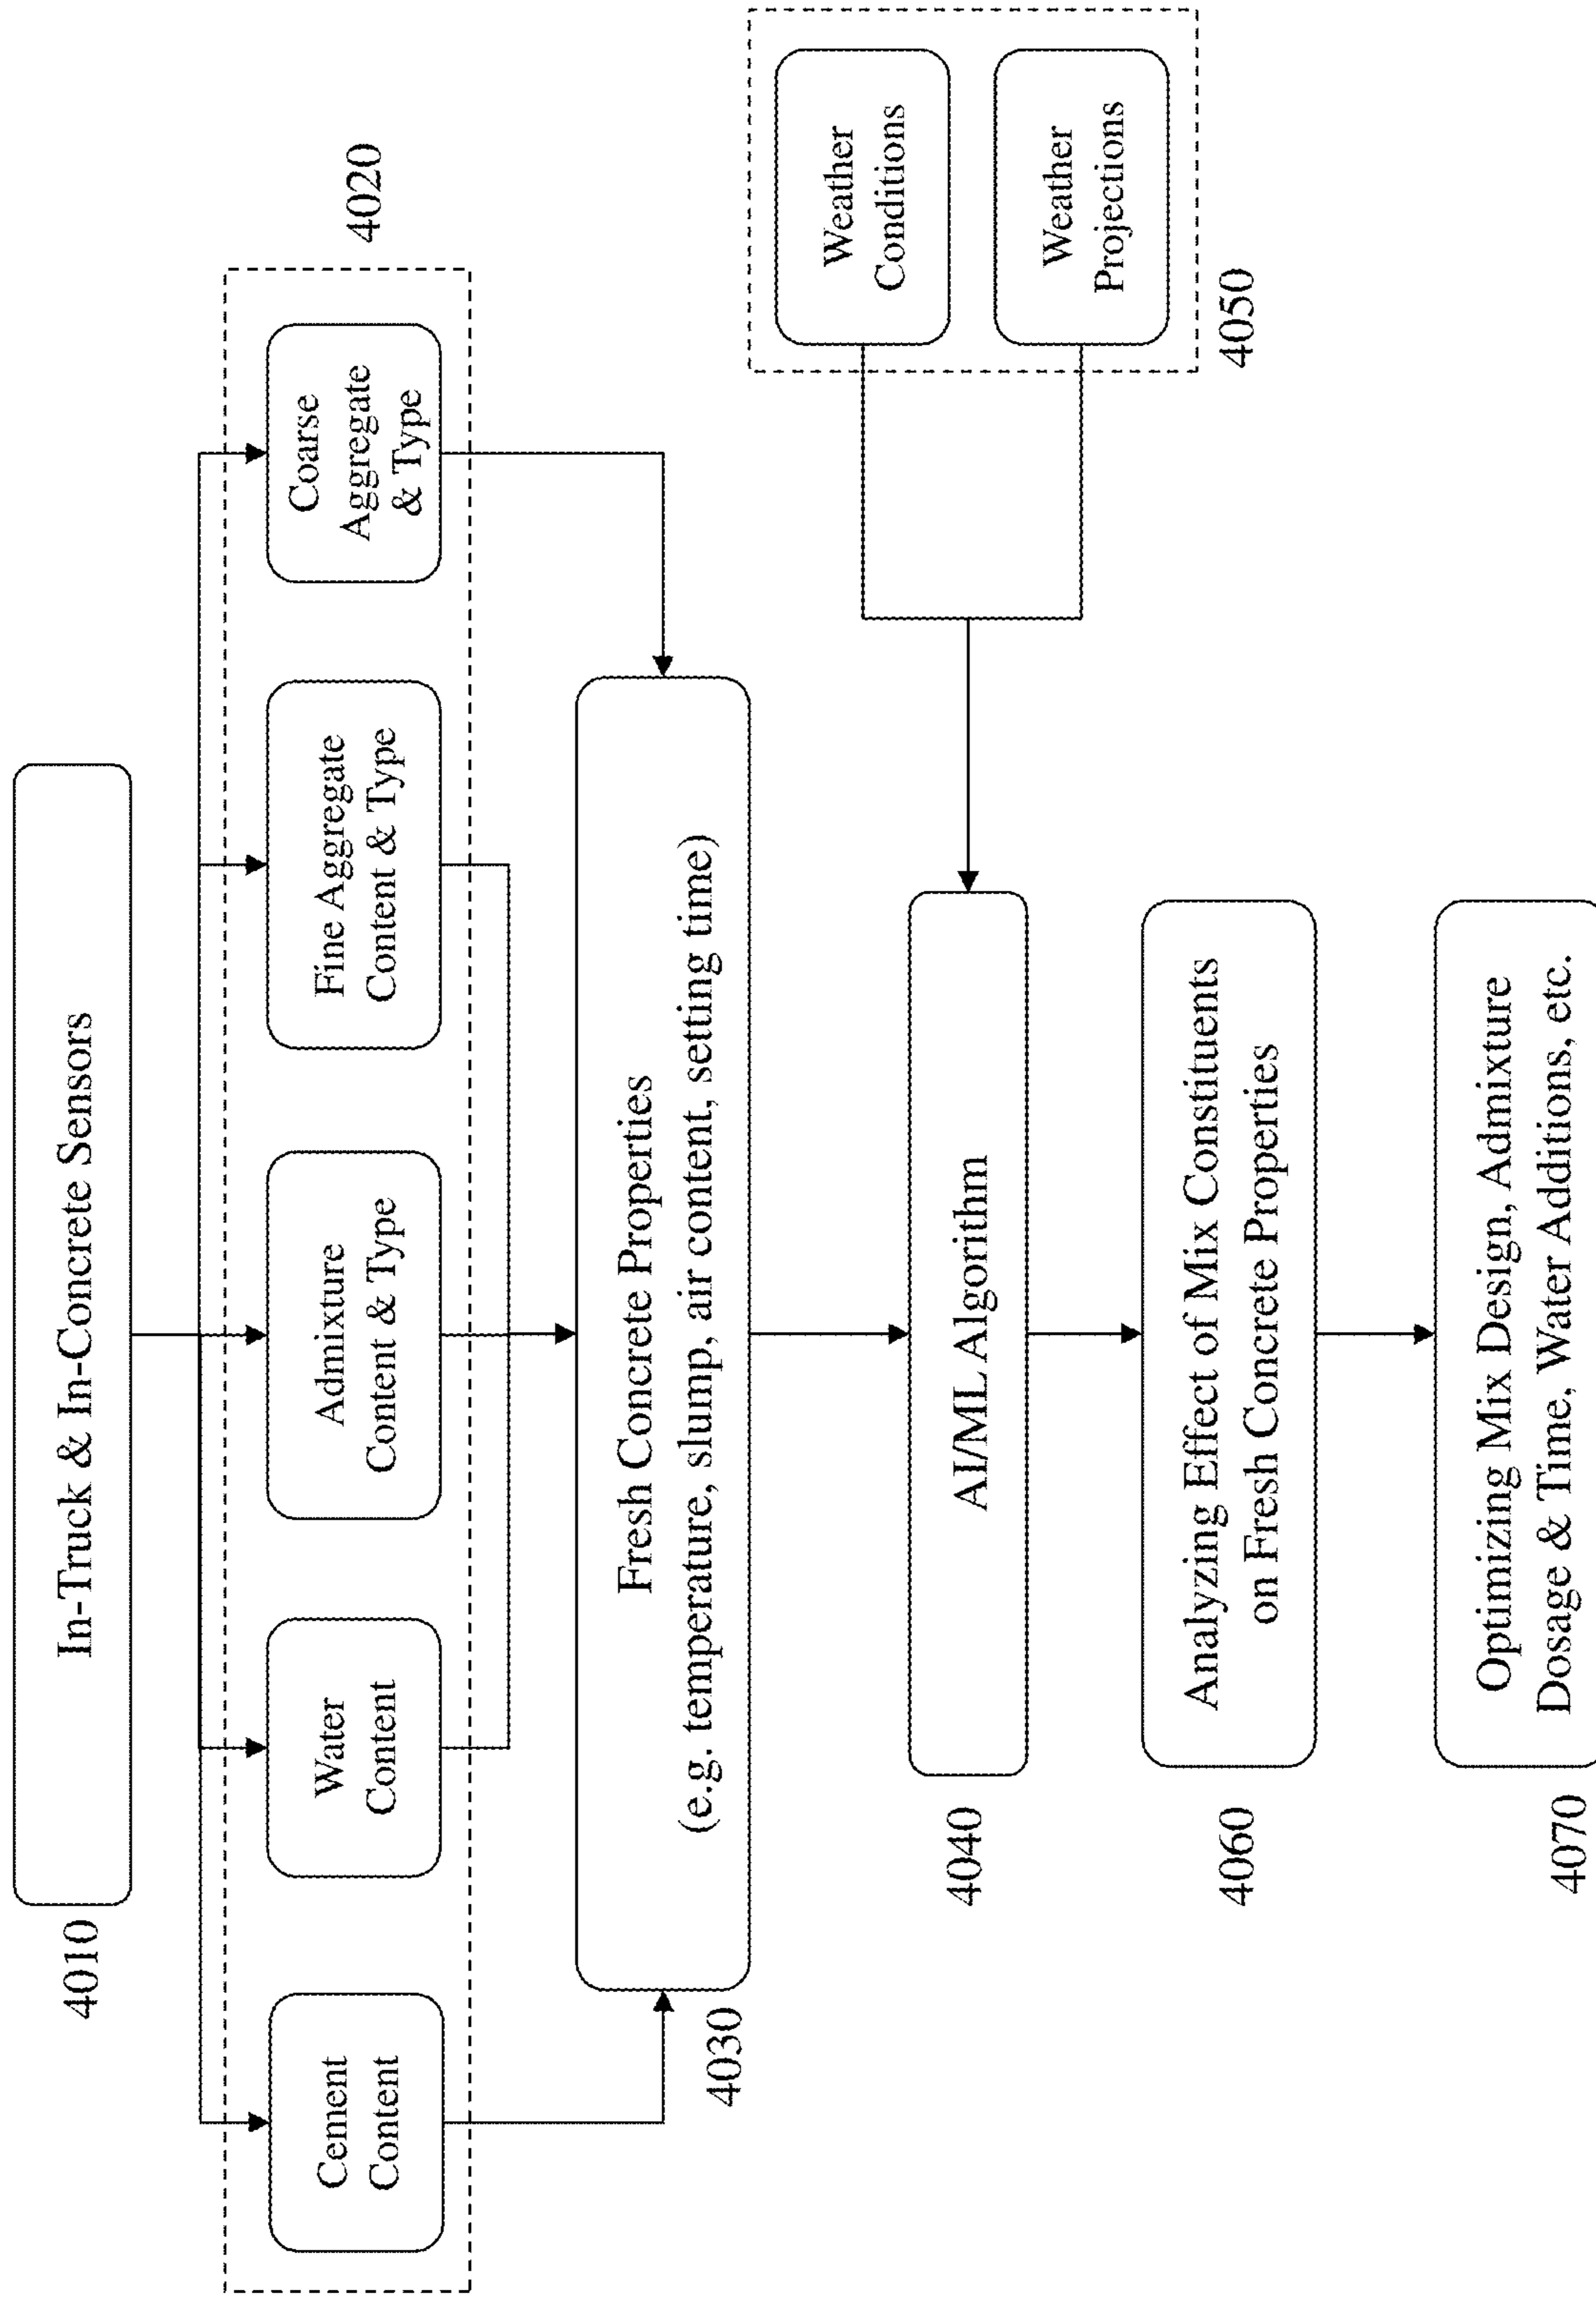 4010
In-Truck & In-Concrete Sensors
4020
Cement
Content
Water
Content
Admixture
Content & Type
Fine Aggregate
Content & Type
Coarse
Aggregate
& Type
4030
Fresh Concrete Properties
(e.g. temperature, slump, air content, setting time)
4040
AI/ML Algorithm
Weather
Conditions
Weather
Projections
4050
4060
Analyzing Effect of Mix Constituents
on Fresh Concrete Properties
4070
Optimizing Mix Design, Admixture
Dosage & Time, Water Additions, etc.